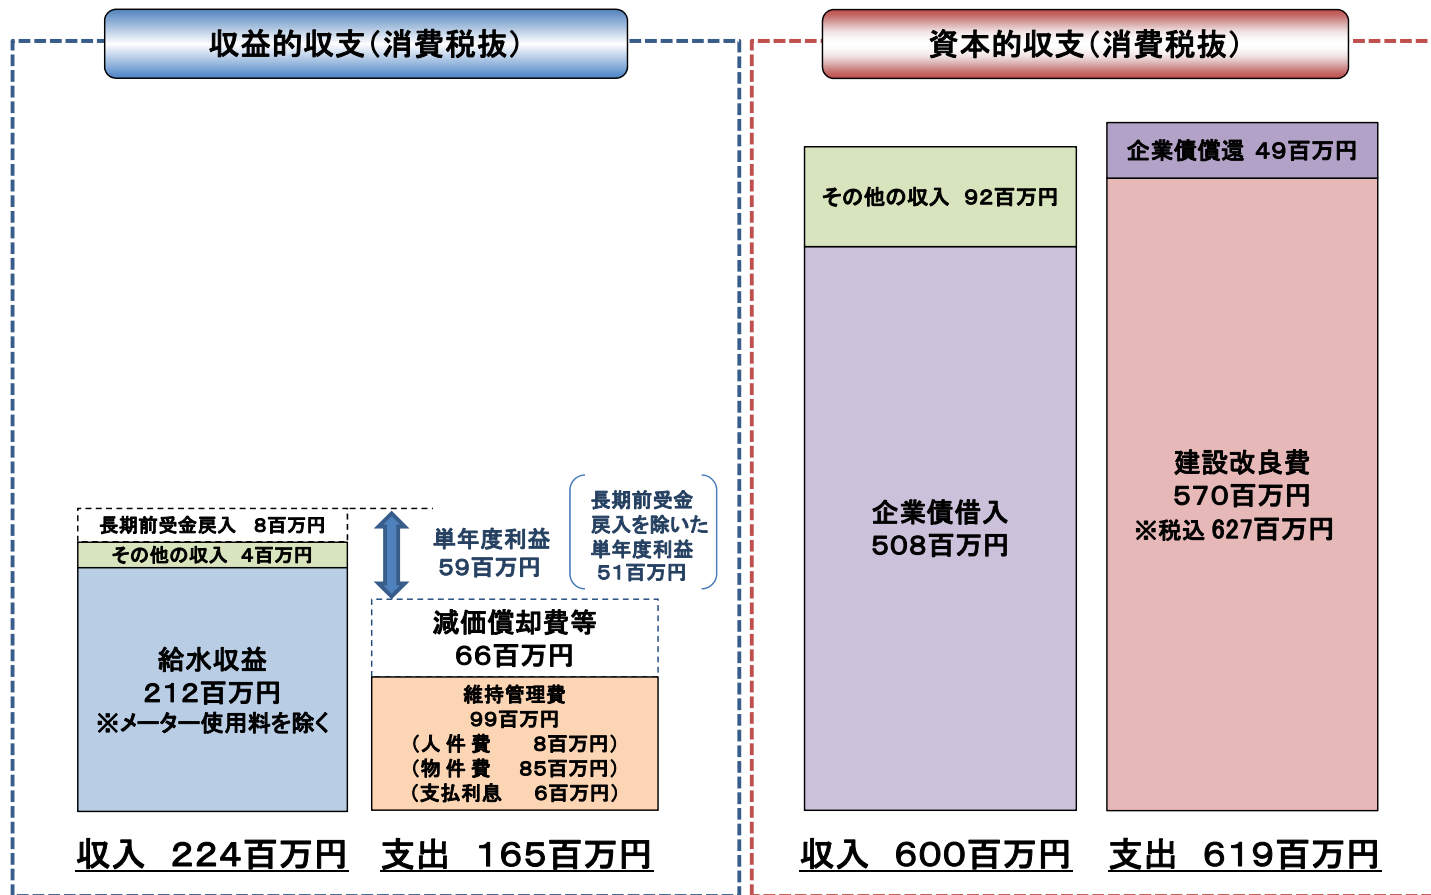 収益的収支（消費税抜）
長期前受金戻入　8百万円
その他の収入　4百万円
給水収益
212百万円
※メーター使用料を除く
収入　224百万円
単年度利益
59百万円
長期前受金
戻入を除いた
単年度利益
51百万円
減価償却費等
66百万円
維持管理費
99百万円
（人 件 費　　8百万円）
（物 件 費　 85百万円）
（支払利息　 6百万円）
支出　165百万円
資本的収支（消費税抜）
その他の収入　92百万円
企業債借入
508百万円
収入　600百万円
企業債償還 49百万円
建設改良費
570百万円
※税込 627百万円
支出　619百万円